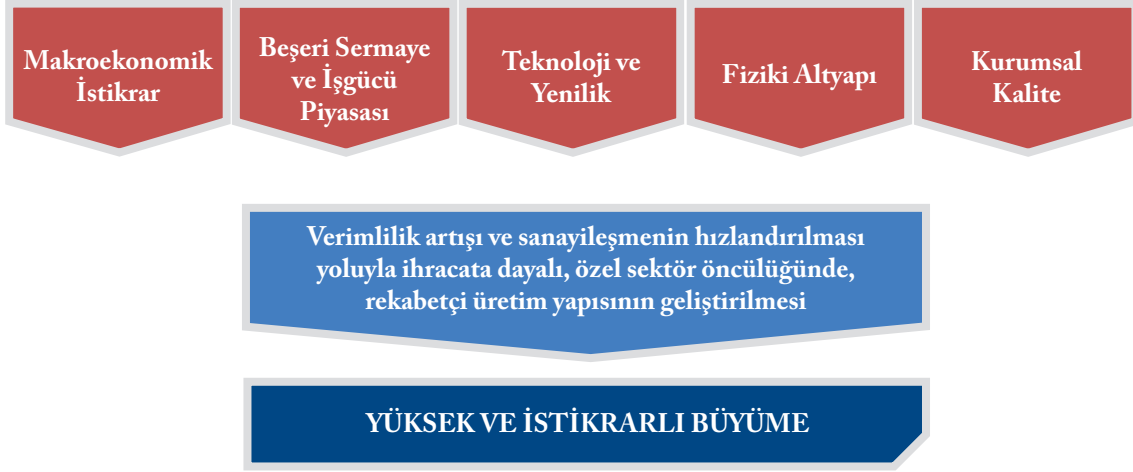 Makroekonomik
İstikrar
Beşeri Sermaye
ve İşgücü
Piyasası
Teknoloji ve
Yenilik
Fiziki Altyapı
Kurumsal
Kalite
Verimlilik artışı ve sanayileşmenin hızlandırılması
yoluyla ihracata dayalı, özel sektör öncülüğünde,
rekabetçi üretim yapısının geliştirilmesi
YÜKSEK VE İSTİKRARLI BÜYÜME